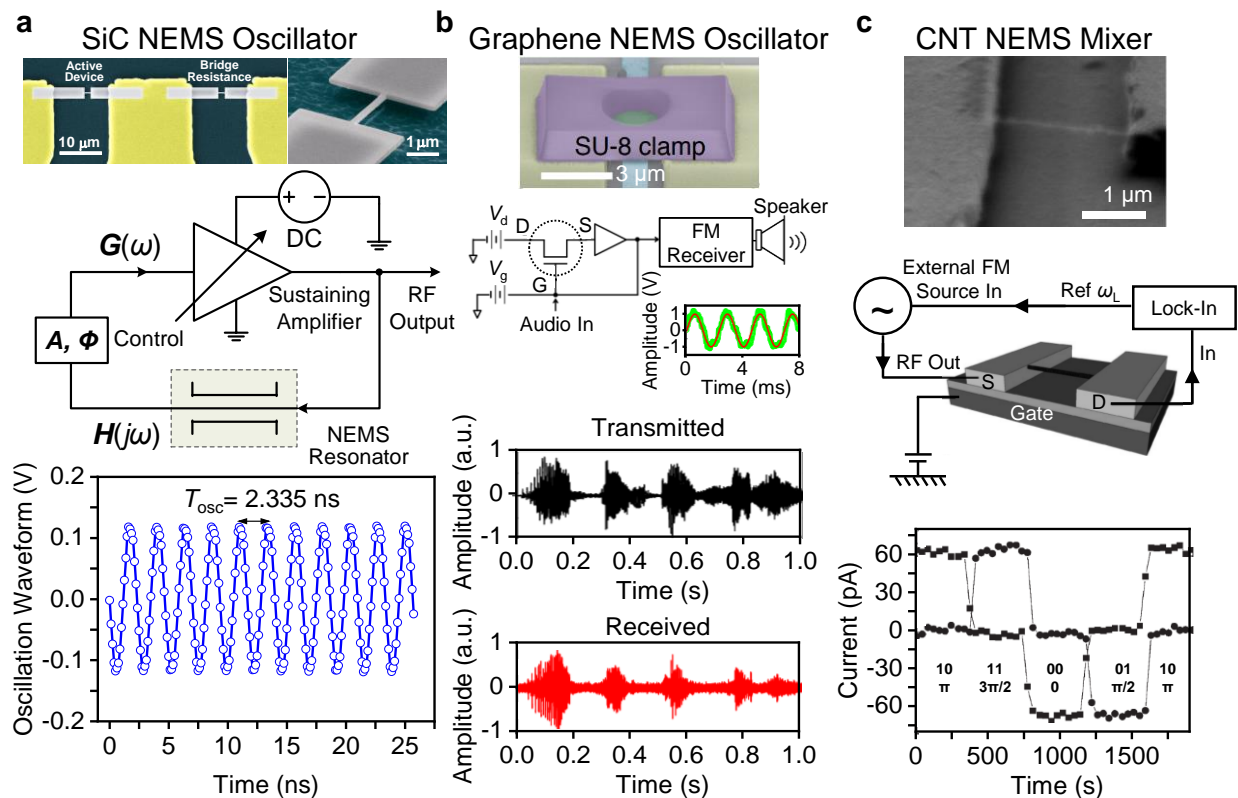 a
SiC NEMS Oscillator
Active
Device
Bridge
Resistance
10 μm
1 μm
+ −
DC
G(ω)
Sustaining
Amplifier
RF
Output
Control
A, Φ
H(jω)
NEMS
Resonator
Oscillation Waveform (V)
0.2
0.1
0.0
-0.1
-0.2
Tosc= 2.335 ns
0 5 10 15 20 25
Time (ns)
b
Graphene NEMS Oscillator
SU-8 clamp
3 μm
Vd
D
S
FM
Receiver
Speaker
Vg
G
Audio In
Amplitude (V)
1
0
-1
0 4 8
Time (ms)
Transmitted
Amplitude (a.u.)
1
0
-1
0.0 0.2 0.4 0.6 0.8 1.0
Time (s)
Received
Amplitude (a.u.)
1
0
-1
0.0 0.2 0.4 0.6 0.8 1.0
Time (s)
c
CNT NEMS Mixer
1 μm
External FM
Source In
~
Ref ωL
Lock-In
In
RF Out
S
D
Gate
Current (pA)
60
30
0
-30
-60
10 11 00 01 10
π 3π/2 0 π/2 π
0 500 1000 1500
Time (s)